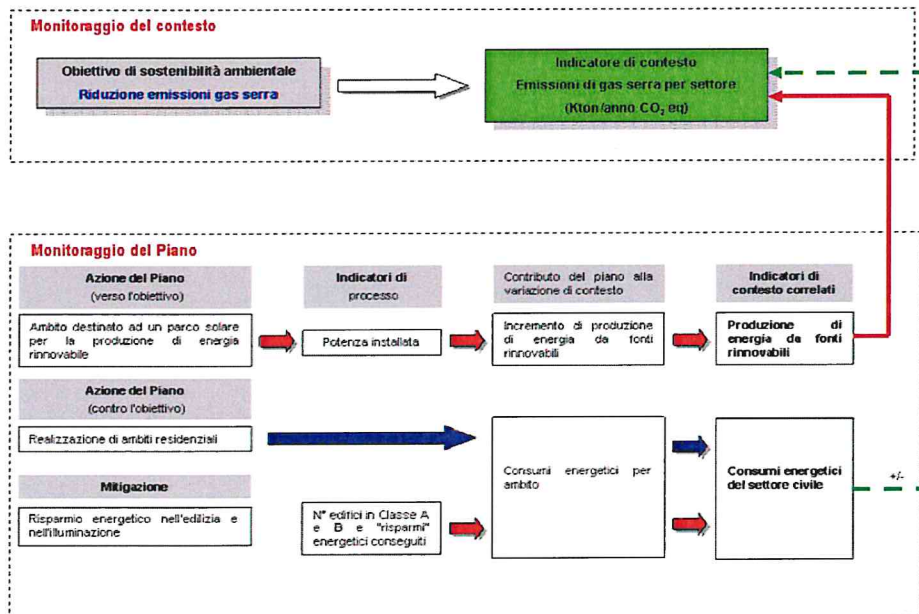 Monitoraggio del contesto
Obiettivo di sostenibilità ambientale
Riduzione emissioni gas serra
Indicatore di contesto
Emissioni di gas serra per settore
(Kton/anno CO₂ eq)
Monitoraggio del Piano
Azione del Piano
(verso l'obiettivo)
Indicatori di
processo
Contributo del piano alla
variazione di contesto
Indicatori di
contesto correlati
Ambito destinato ad un parco solare
per la produzione di energia
rinnovabile
Potenza installata
Incremento di produzione
di energia da fonti
rinnovabili
Produzione di
energia da fonti
rinnovabili
Azione del Piano
(contro l'obiettivo)
Realizzazione di ambiti residenziali
Consumi energetici per
ambito
Consumi energetici
del settore civile
+/-
Mitigazione
Risparmio energetico nell'edilizia e
nell'illuminazione
N° edifici in Classe A
e B e "risparmi"
energetici conseguiti